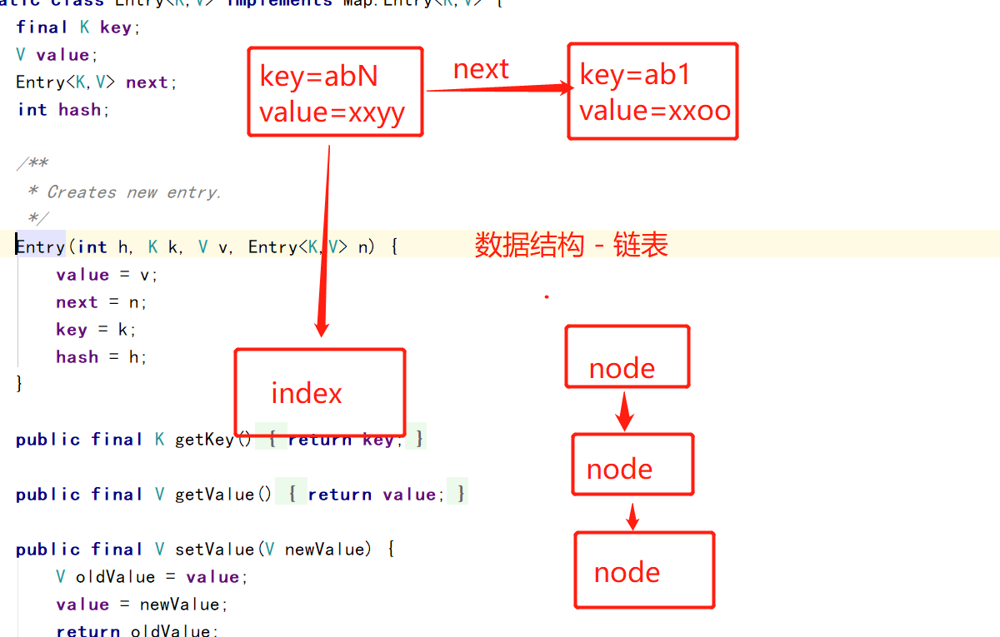 static class Entry<K,V> implements Map.Entry<K,V> {
final K key;
V value;
Entry<K,V> next;
int hash;
/**
* Creates new entry.
*/
Entry(int h, K k, V v, Entry<K,V> n) {
value = v;
next = n;
key = k;
hash = h;
}
public final K getKey() { return key; }
public final V getValue() { return value; }
public final V setValue(V newValue) {
V oldValue = value;
value = newValue;
return oldValue;
key=abN
value=xxyy
next
key=ab1
value=xxoo
数据结构 - 链表
index
node
node
node